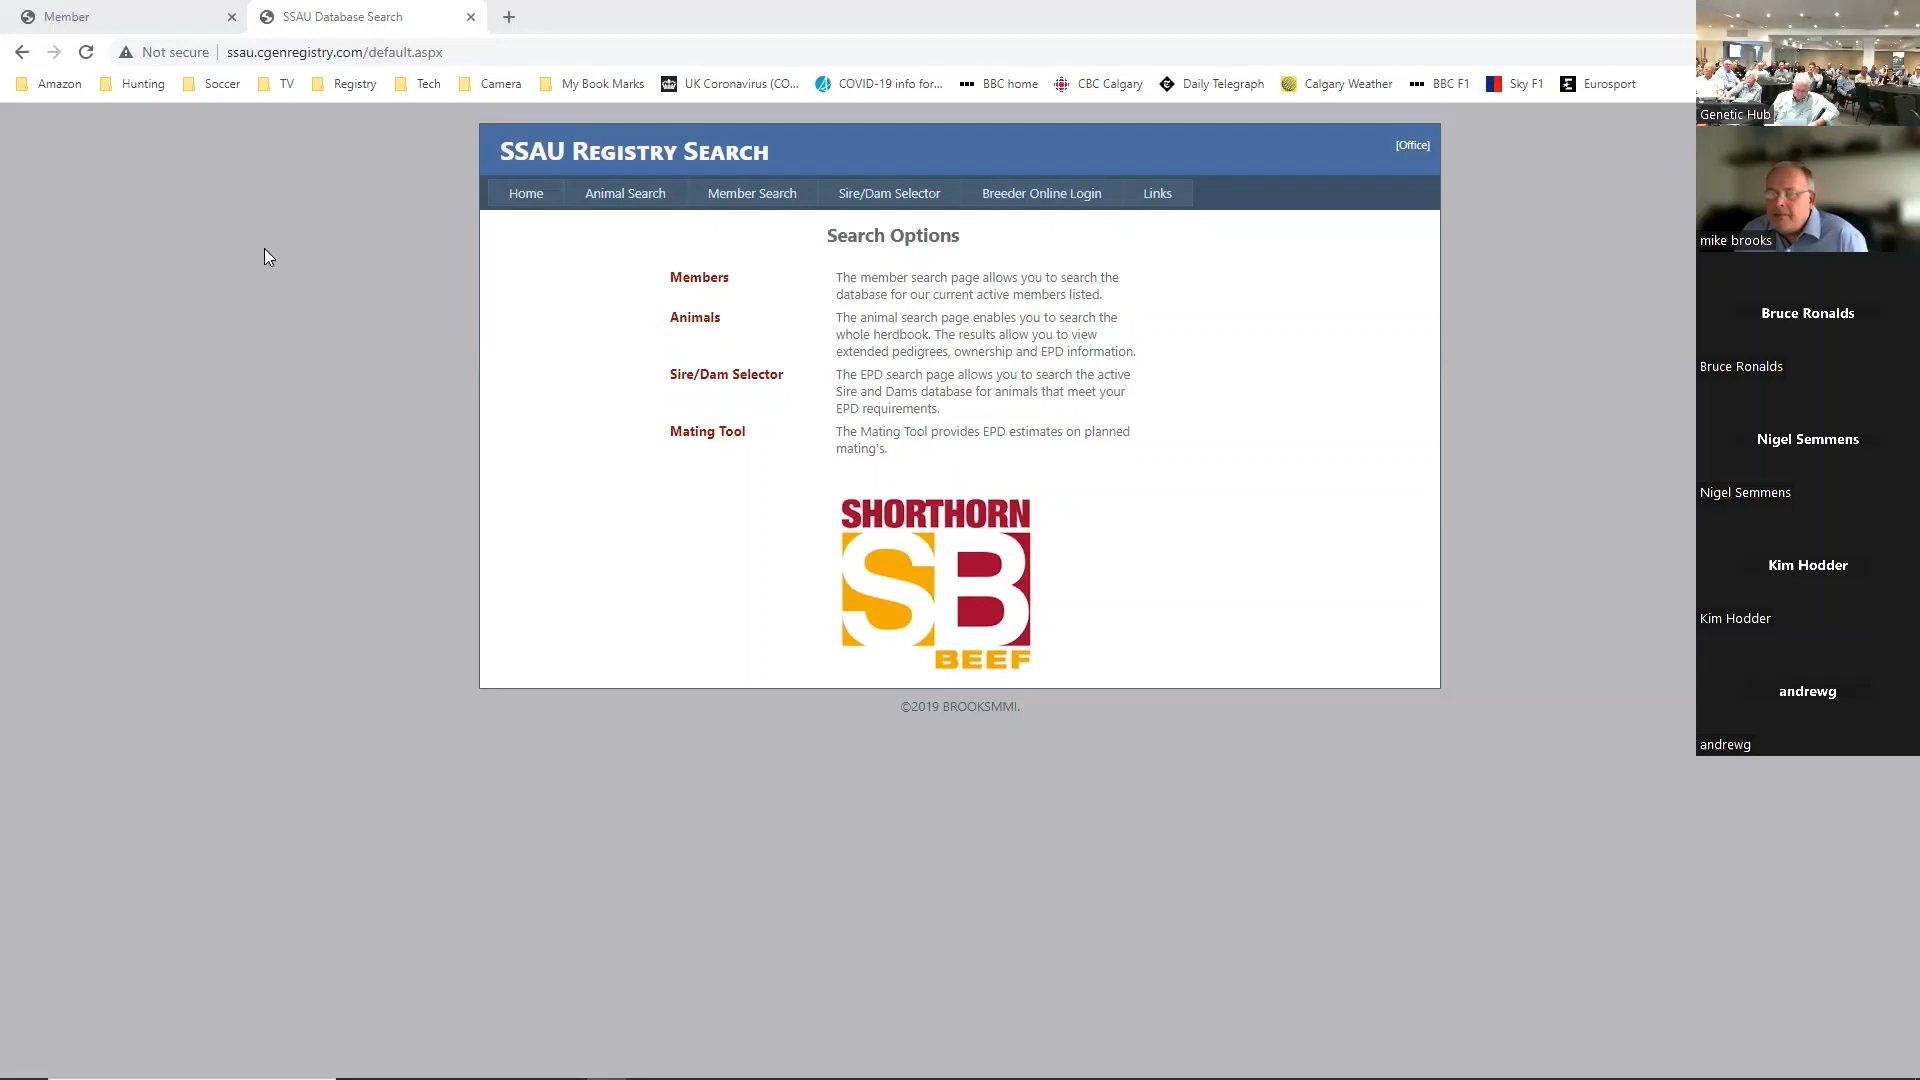 Member
SSAU Database Search
Not secure
ssau.cgenregistry.com/default.aspx
Amazon
Hunting
Soccer
TV
Registry
Tech
Camera
My Book Marks
UK Coronavirus (CO...
COVID-19 info for...
BBC home
CBC Calgary
Daily Telegraph
Calgary Weather
BBC F1
Sky F1
Eurosport
SSAU Registry Search
[Office]
Home
Animal Search
Member Search
Sire/Dam Selector
Breeder Online Login
Links
Search Options
Members
The member search page allows you to search the
database for our current active members listed.
Animals
The animal search page enables you to search the
whole herdbook. The results allow you to view
extended pedigrees, ownership and EPD information.
Sire/Dam Selector
The EPD search page allows you to search the active
Sire and Dams database for animals that meet your
EPD requirements.
Mating Tool
The Mating Tool provides EPD estimates on planned
mating's.
SHORTHORN
SB
BEEF
©2019 BROOKSMMI.
Genetic Hub
mike brooks
Bruce Ronalds
Bruce Ronalds
Nigel Semmens
Nigel Semmens
Kim Hodder
Kim Hodder
andrewg
andrewg